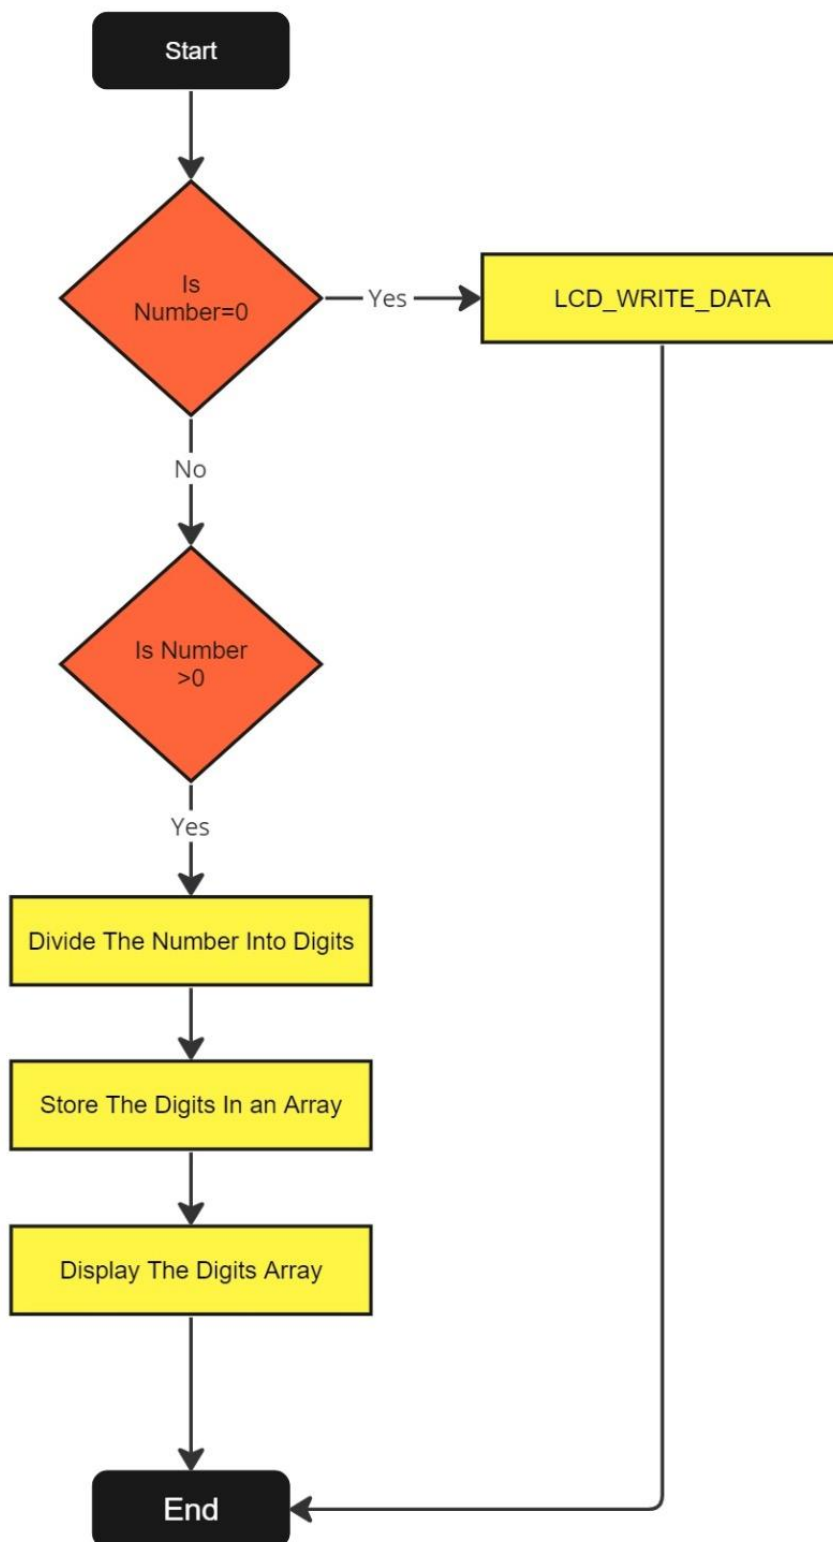 Start
Is
Number=0
Yes
LCD_WRITE_DATA
No
Is Number
>0
Yes
Divide The Number Into Digits
Store The Digits In an Array
Display The Digits Array
End